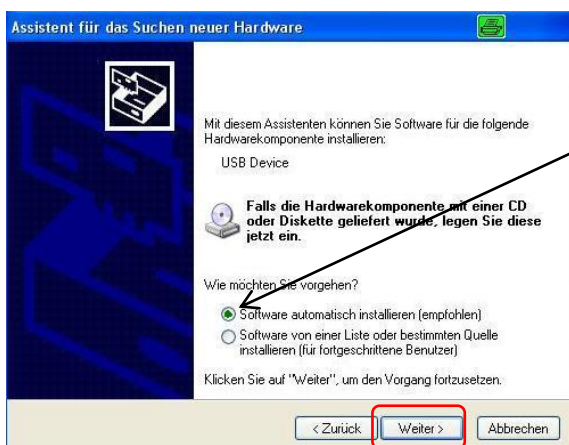 Assistent für das Suchen neuer Hardware
Mit diesem Assistenten können Sie Software für die folgende
Hardwarekomponente installieren:
USB Device
Falls die Hardwarekomponente mit einer CD
oder Diskette geliefert wurde, legen Sie diese
jetzt ein.
Wie möchten Sie vorgehen?
Software automatisch installieren (empfohlen)
Software von einer Liste oder bestimmten Quelle
installieren (für fortgeschrittene Benutzer)
Klicken Sie auf "Weiter", um den Vorgang fortzusetzen.
< Zurück Weiter > Abbrechen